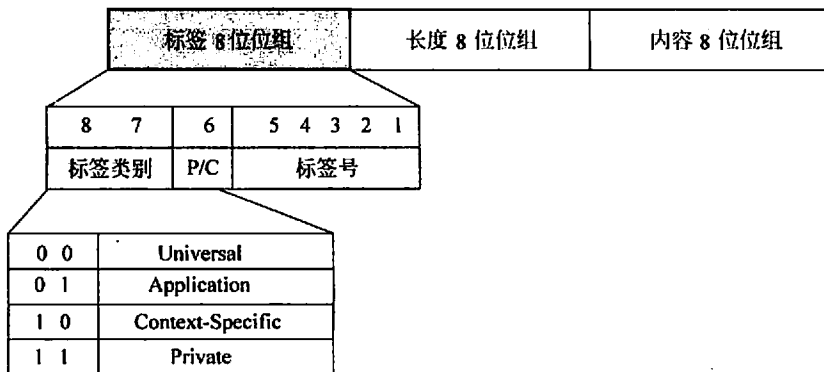 标签 8位位组 长度 8 位位组 内容 8 位位组
8 7 6 5 4 3 2 1
标签类别 P/C 标签号
0 0 Universal
0 1 Application
1 0 Context-Specific
1 1 Private